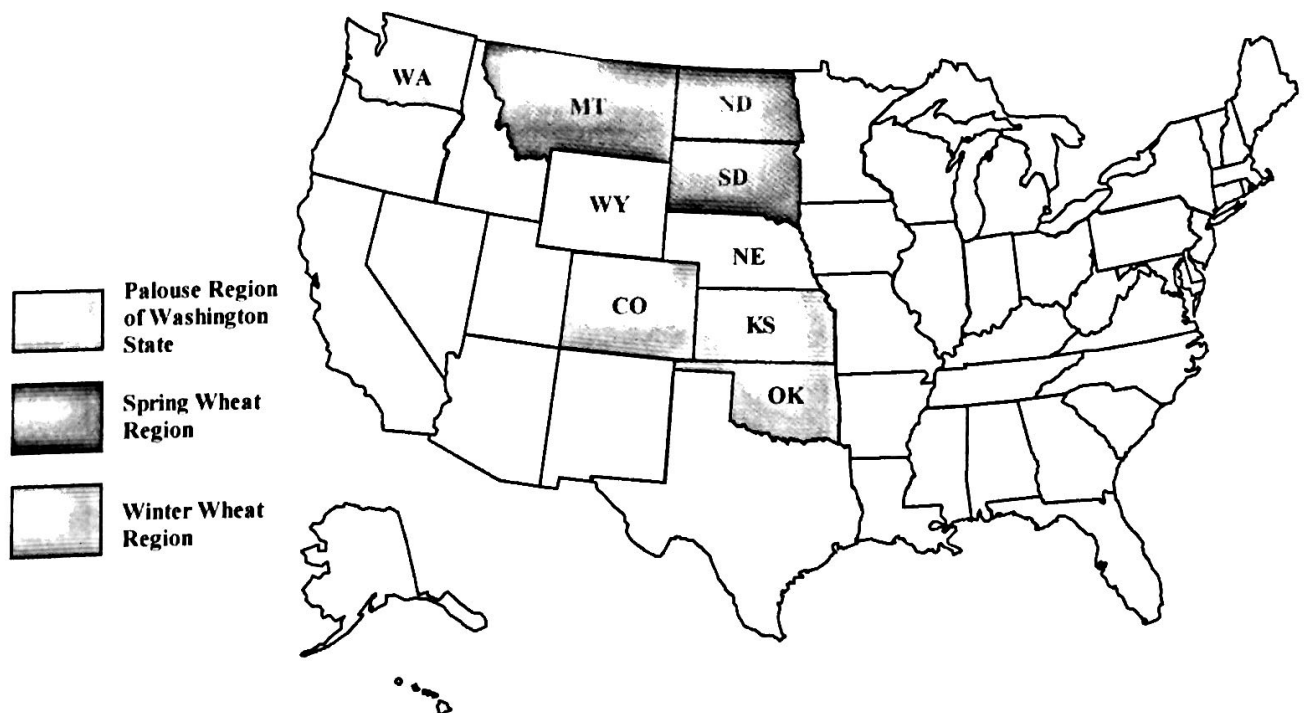 WA
MT
ND
SD
WY
NE
CO
KS
OK
Palouse Region
of Washington
State
Spring Wheat
Region
Winter Wheat
Region